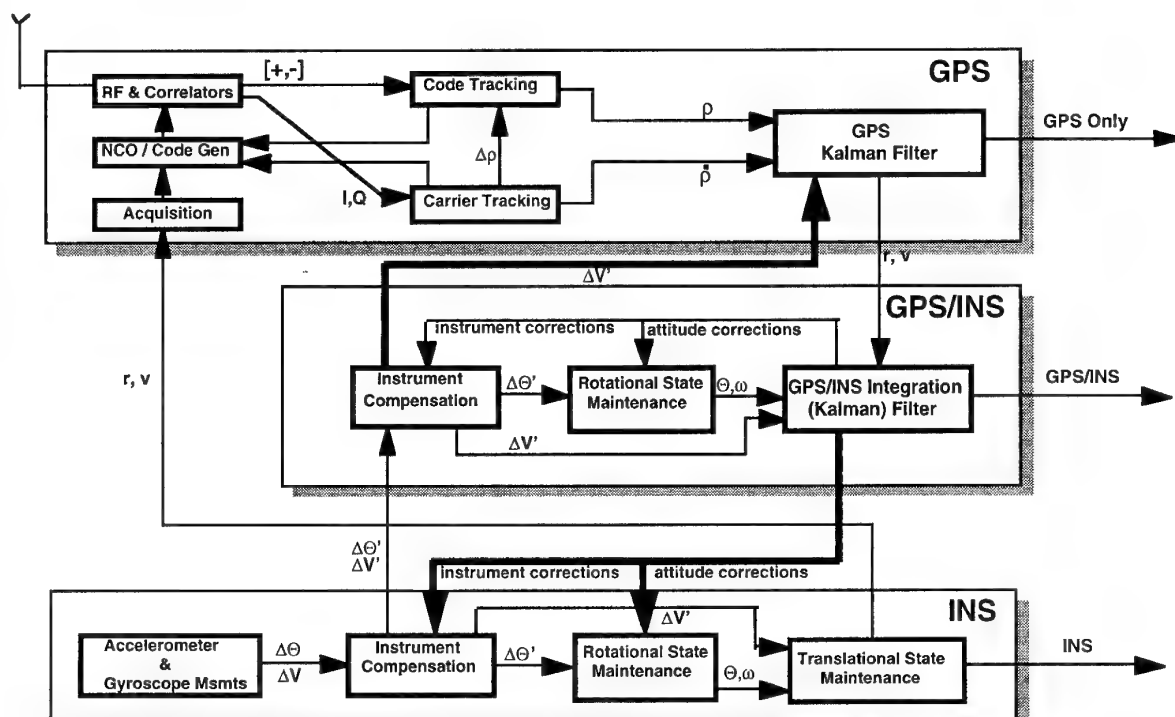 GPS
[+,-]
RF & Correlators
Code Tracking
ρ
GPS
Kalman Filter
GPS Only
NCO / Code Gen
Δρ
ρ̇
I,Q
Acquisition
Carrier Tracking
r, v
ΔV'
GPS/INS
instrument corrections
attitude corrections
r, v
Instrument
Compensation
ΔΘ'
Rotational State
Maintenance
Θ,ω
GPS/INS Integration
(Kalman) Filter
GPS/INS
ΔV'
ΔΘ'
ΔV'
instrument corrections
attitude corrections
INS
ΔV'
Accelerometer
&
Gyroscope Msmts
ΔΘ
ΔV
Instrument
Compensation
ΔΘ'
Rotational State
Maintenance
Θ,ω
Translational State
Maintenance
INS